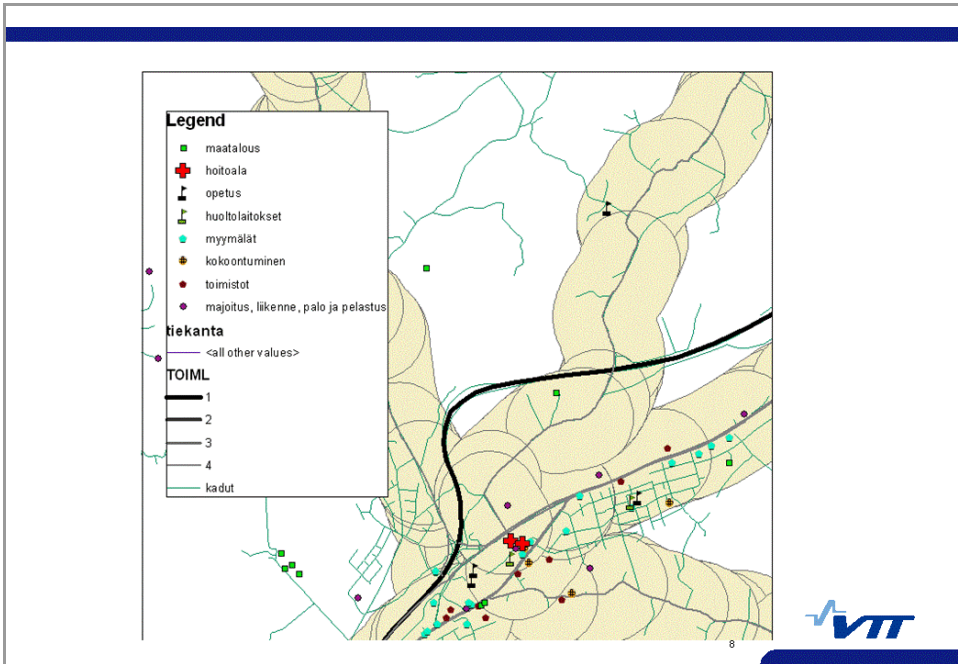 Legend
maatalous
hoitoala
opetus
huoltolaitokset
myymälät
kokoontuminen
toimistot
majoitus, liikenne, palo ja pelastus
tiekanta
<all other values>
TOIML
1
2
3
4
kadut
8
VTT